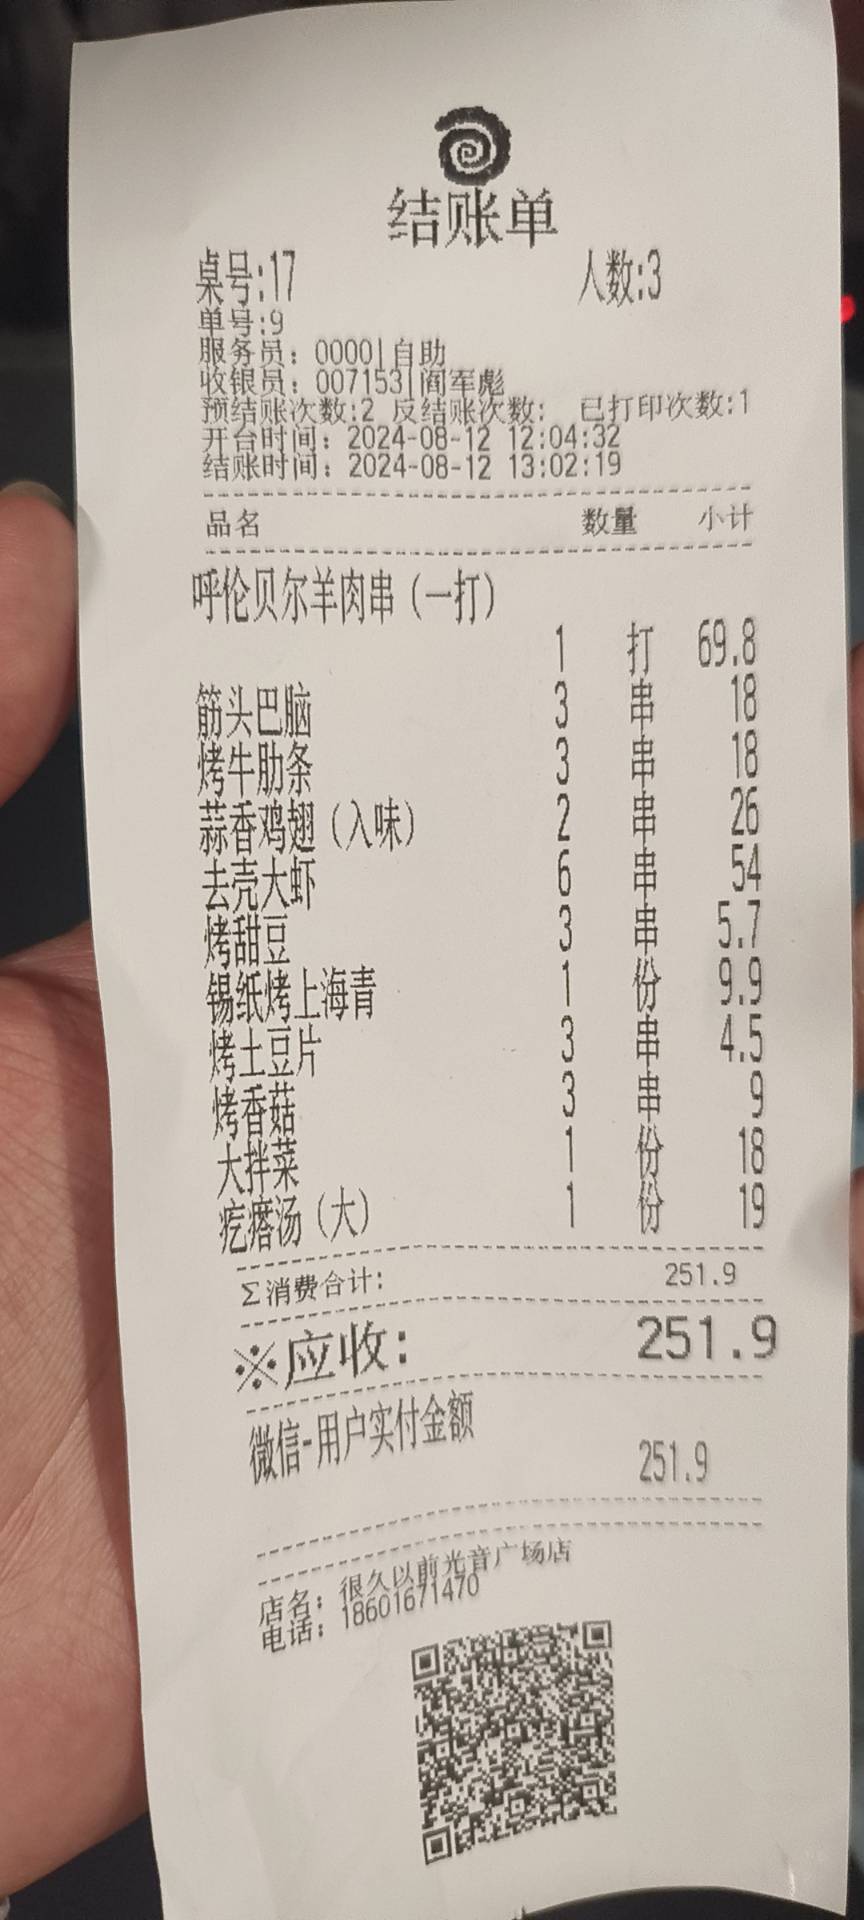 结账单
桌号:17 人数:3
单号:9
服务员：0000|自助
收银员：007153|阎军彪
预结账次数:2 反结账次数: 已打印次数:1
开台时间：2024-08-12 12:04:32
结账时间：2024-08-12 13:02:19
品名 数量 小计
呼伦贝尔羊肉串(一打)
1 打 69.8
筋头巴脑 3 串 18
烤牛肋条 3 串 18
蒜香鸡翅(入味) 2 串 26
去壳大虾 6 串 54
烤甜豆 3 串 5.7
锡纸烤上海青 1 份 9.9
烤土豆片 3 串 4.5
烤香菇 3 串 9
大拌菜 1 份 18
疙瘩汤(大) 1 份 19
Σ消费合计: 251.9
※应收: 251.9
微信-用户实付金额
251.9
店名：很久以前光音广场店
电话：18601671470